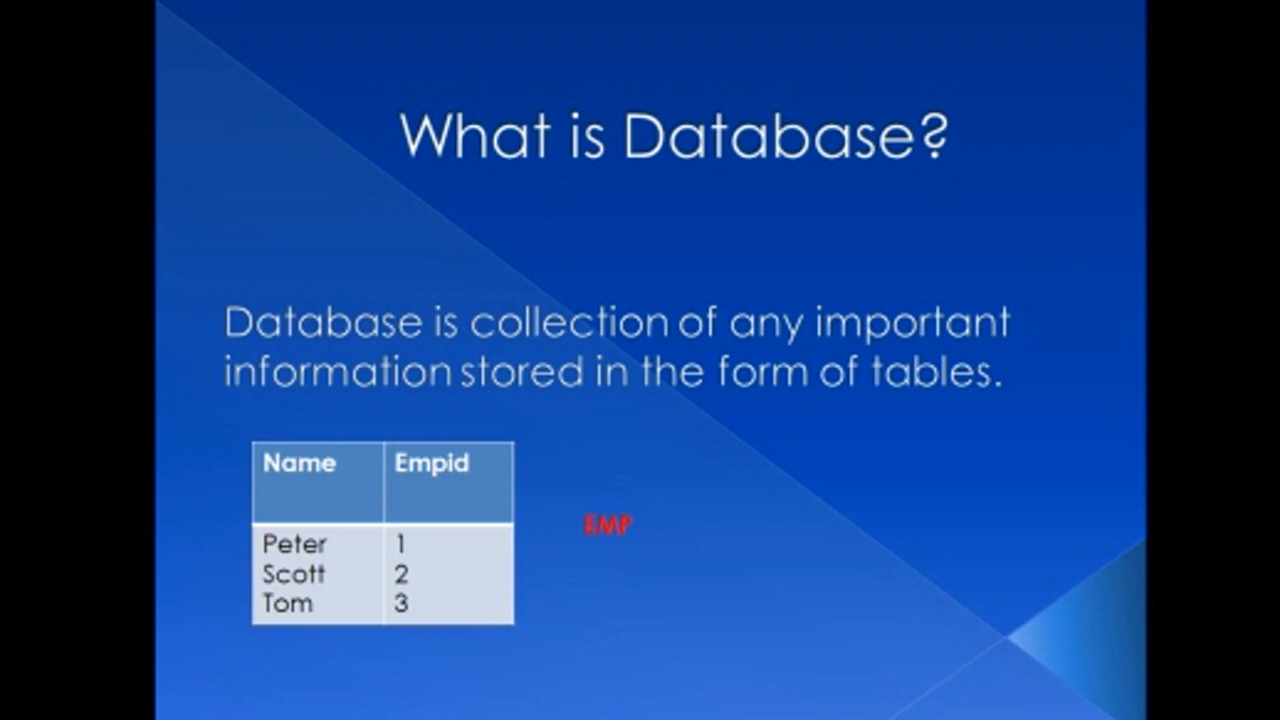 What is Database?
Database is collection of any important
information stored in the form of tables.
Name Empid
Peter 1
Scott 2
Tom 3
EMP